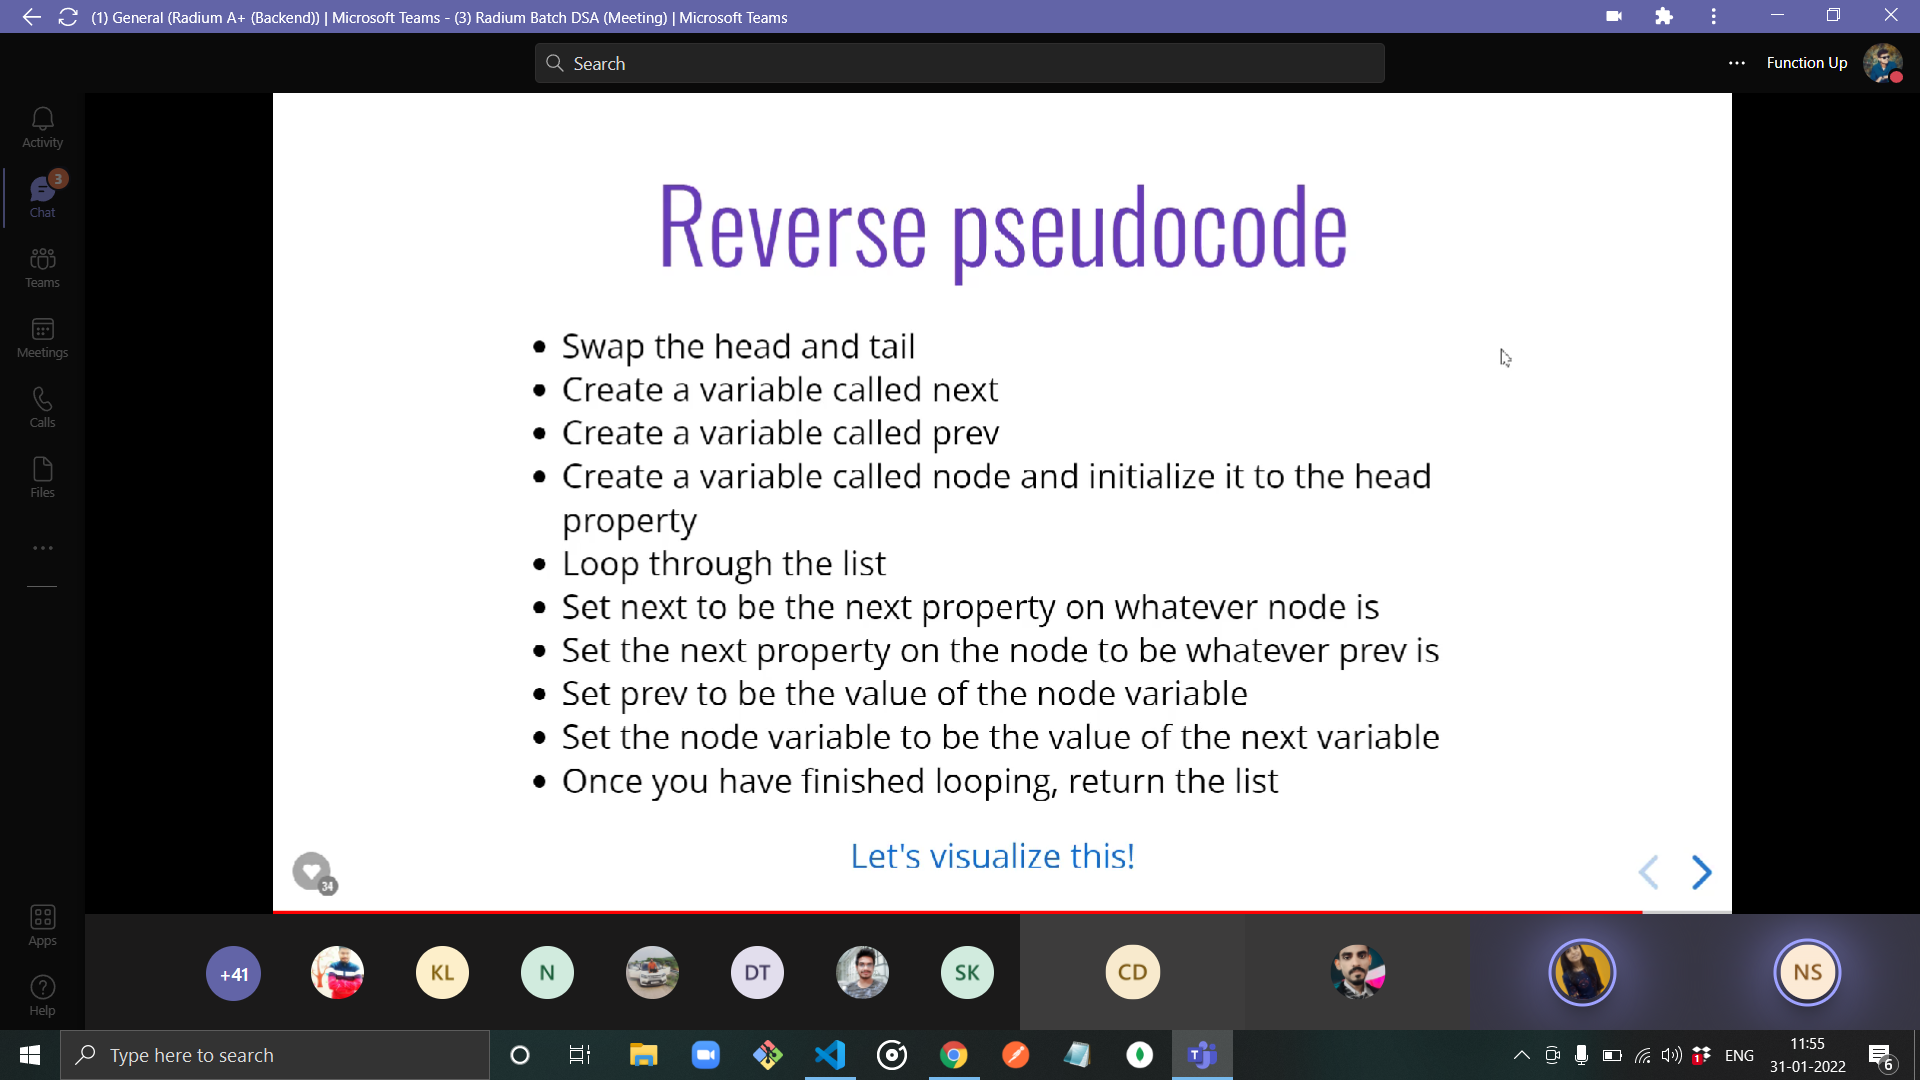 (1) General (Radium A+ (Backend)) | Microsoft Teams - (3) Radium Batch DSA (Meeting) | Microsoft Teams
Search
Function Up
Activity
3
Chat
Teams
Meetings
Calls
Files
Apps
Help
Reverse pseudocode
• Swap the head and tail
• Create a variable called next
• Create a variable called prev
• Create a variable called node and initialize it to the head
property
• Loop through the list
• Set next to be the next property on whatever node is
• Set the next property on the node to be whatever prev is
• Set prev to be the value of the node variable
• Set the node variable to be the value of the next variable
• Once you have finished looping, return the list
Let's visualize this!
34
+41
KL
N
DT
SK
CD
NS
Type here to search
T
1
ENG
11:55
31-01-2022
6